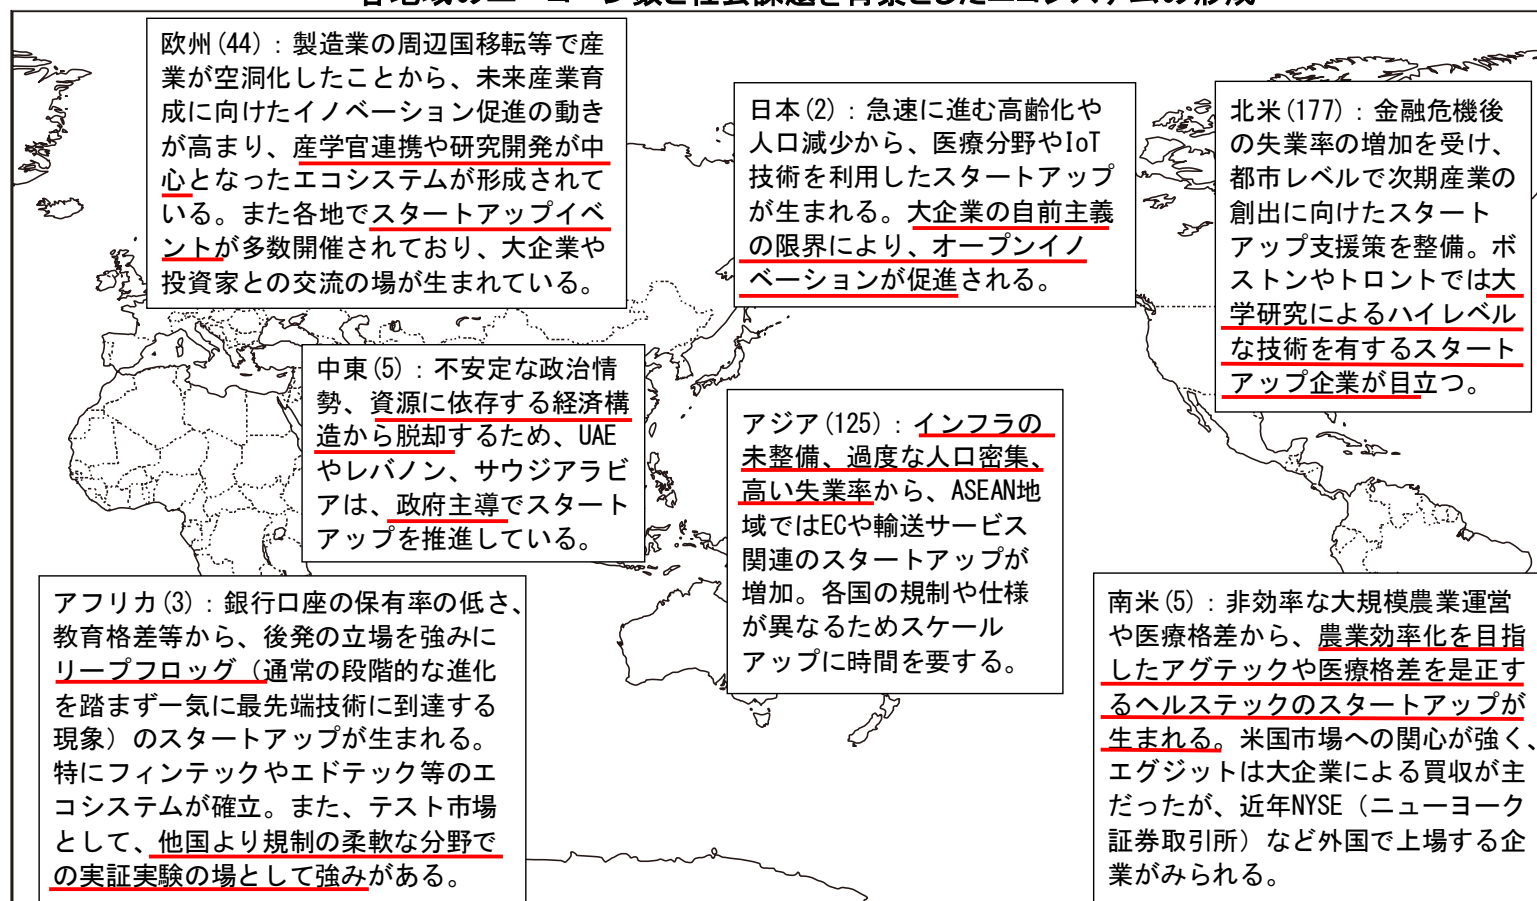 各地域のユニコーン数と社会課題を背景としたエコシステムの形成
欧州(44)：製造業の周辺国移転等で産
業が空洞化したことから、未来産業育
成に向けたイノベーション促進の動き
が高まり、産学官連携や研究開発が中
心となったエコシステムが形成されて
いる。また各地でスタートアップイベ
ントが多数開催されており、大企業や
投資家との交流の場が生まれている。
日本(2)：急速に進む高齢化や
人口減少から、医療分野やIoT
技術を利用したスタートアップ
が生まれる。大企業の自前主義
の限界により、オープンイノ
ベーションが促進される。
北米(177)：金融危機後
の失業率の増加を受け、
都市レベルで次期産業の
創出に向けたスタート
アップ支援策を整備。ボ
ストンやトロントでは大
学研究によるハイレベル
な技術を有するスタート
アップ企業が目立つ。
中東(5)：不安定な政治情
勢、資源に依存する経済構
造から脱却するため、UAE
やレバノン、サウジアラビ
アは、政府主導でスタート
アップを推進している。
アジア(125)：インフラの
未整備、過度な人口密集、
高い失業率から、ASEAN地
域ではECや輸送サービス
関連のスタートアップが
増加。各国の規制や仕様
が異なるためスケール
アップに時間を要する。
アフリカ(3)：銀行口座の保有率の低さ、
教育格差等から、後発の立場を強みに
リープフロッグ（通常の段階的な進化
を踏まず一気に最先端技術に到達する
現象）のスタートアップが生まれる。
特にフィンテックやエドテック等のエ
コシステムが確立。また、テスト市場
として、他国より規制の柔軟な分野で
の実証実験の場として強みがある。
南米(5)：非効率な大規模農業運営
や医療格差から、農業効率化を目指
したアグテックや医療格差を是正す
るヘルステックのスタートアップが
生まれる。米国市場への関心が強く、
エグジットは大企業による買収が主
だったが、近年NYSE（ニューヨーク
証券取引所）など外国で上場する企
業がみられる。